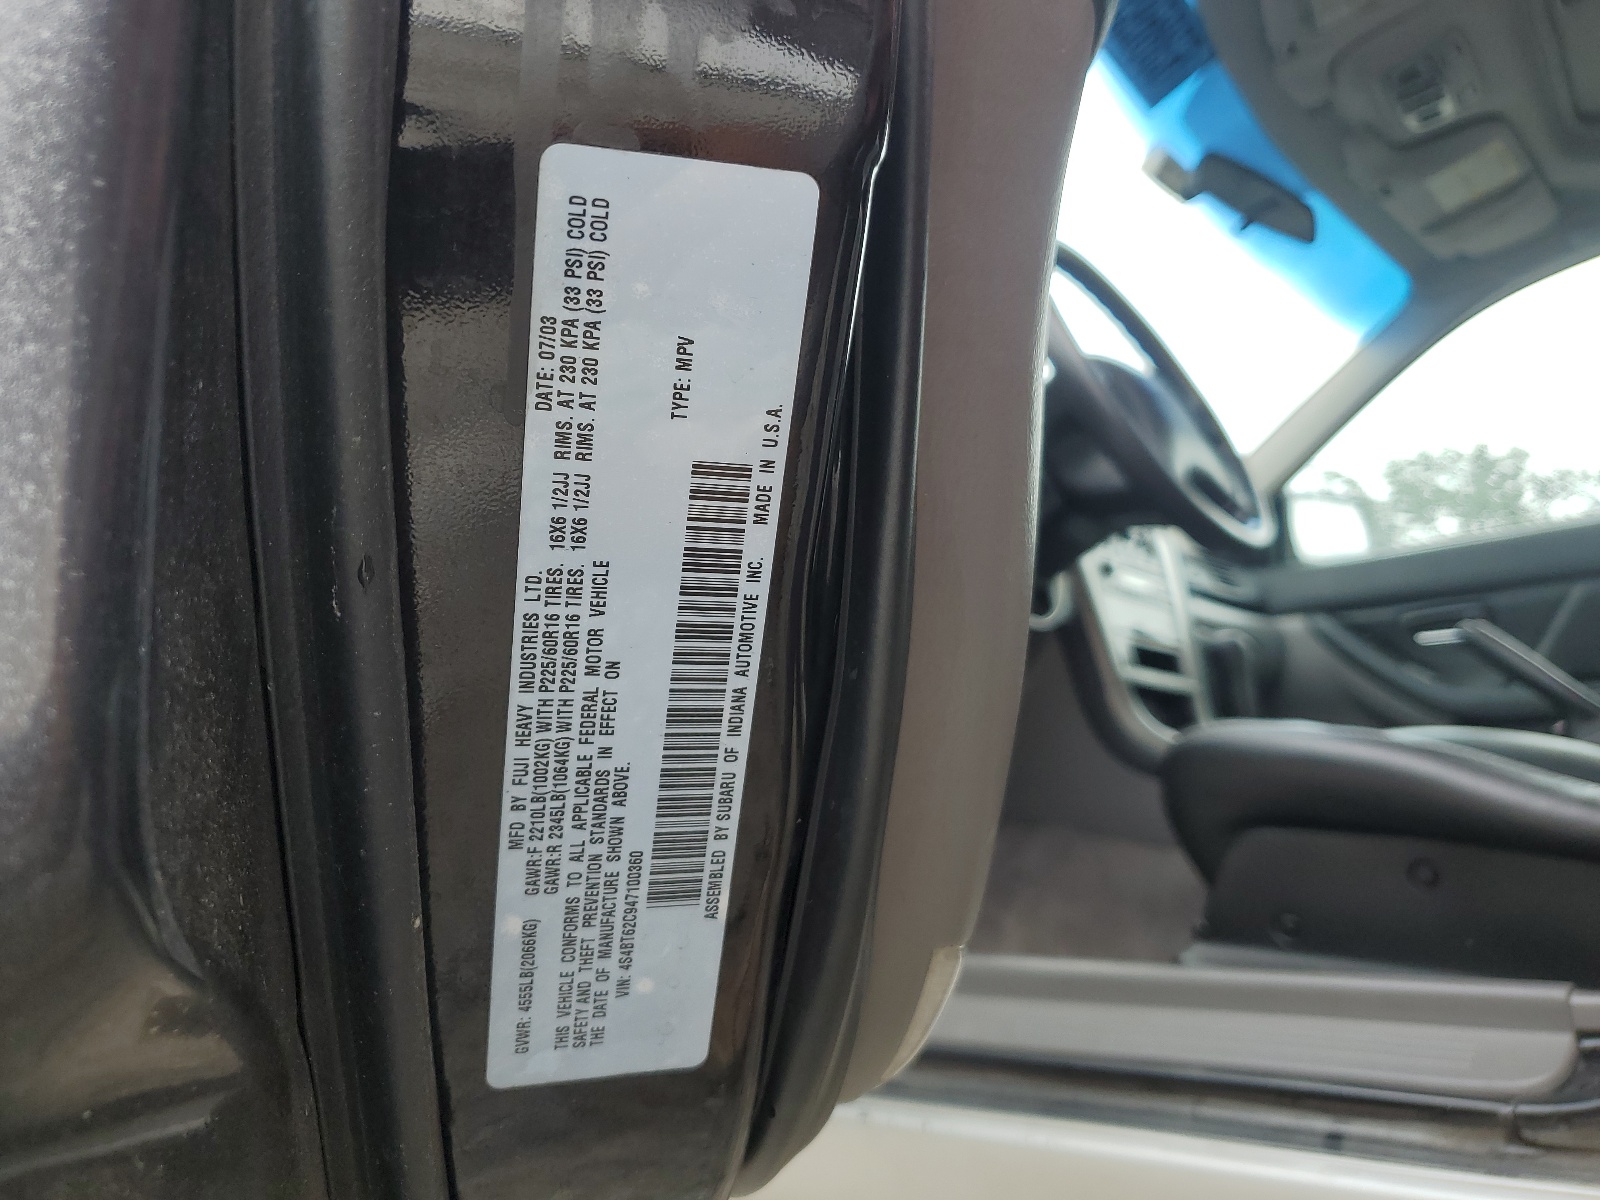 MFD BY FUJI HEAVY INDUSTRIES LTD. DATE: 07/03
GVWR: 4555LB(2066KG) GAWR:F 2210LB(1002KG) WITH P225/60R16 TIRES. 16X6 1/2JJ RIMS. AT 230 KPA (33 PSI) COLD
GAWR:R 2345LB(1064KG) WITH P225/60R16 TIRES. 16X6 1/2JJ RIMS. AT 230 KPA (33 PSI) COLD
THIS VEHICLE CONFORMS TO ALL APPLICABLE FEDERAL MOTOR VEHICLE
SAFETY AND THEFT PREVENTION STANDARDS IN EFFECT ON
THE DATE OF MANUFACTURE SHOWN ABOVE.
VIN: 4S4BT62C947100360 TYPE: MPV
ASSEMBLED BY SUBARU OF INDIANA AUTOMOTIVE INC. MADE IN U.S.A.